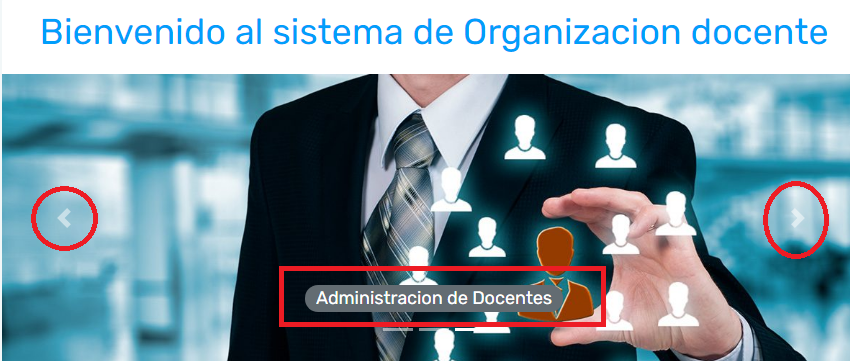 Bienvenido al sistema de Organizacion docente
Administracion de Docentes